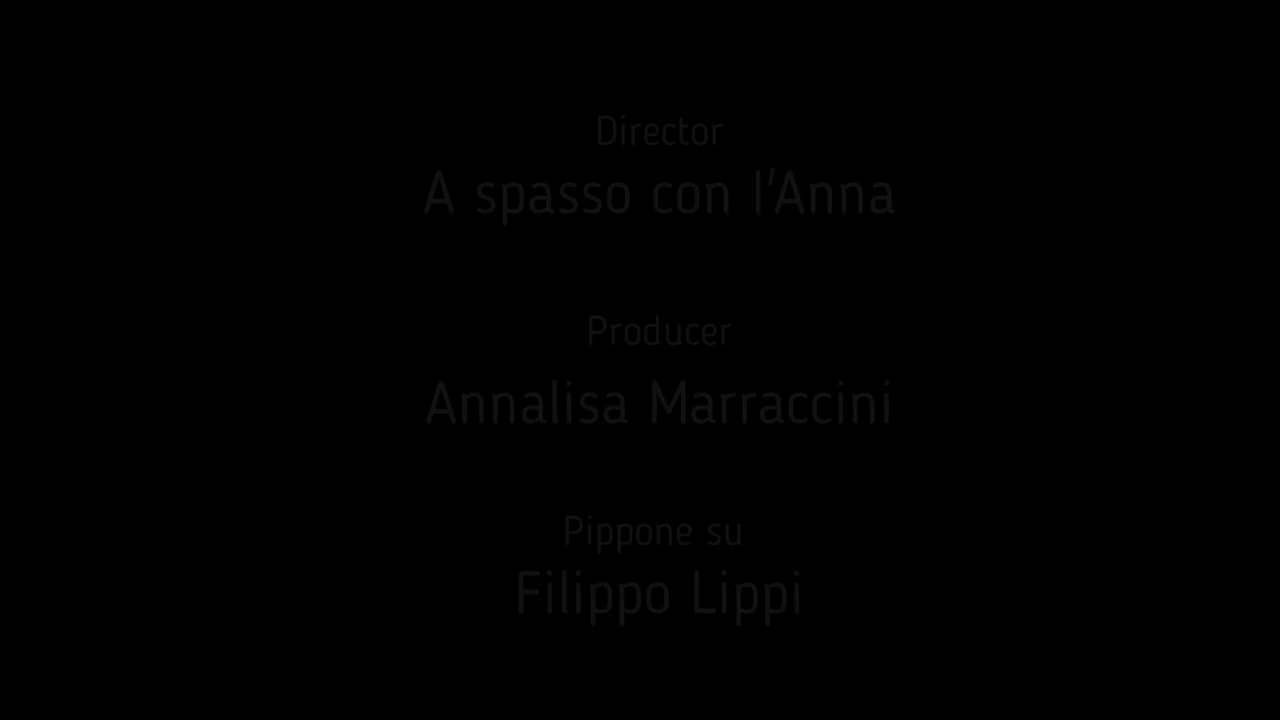 Director
A spasso con l'Anna
Producer
Annalisa Marraccini
Pippone su
Filippo Lippi